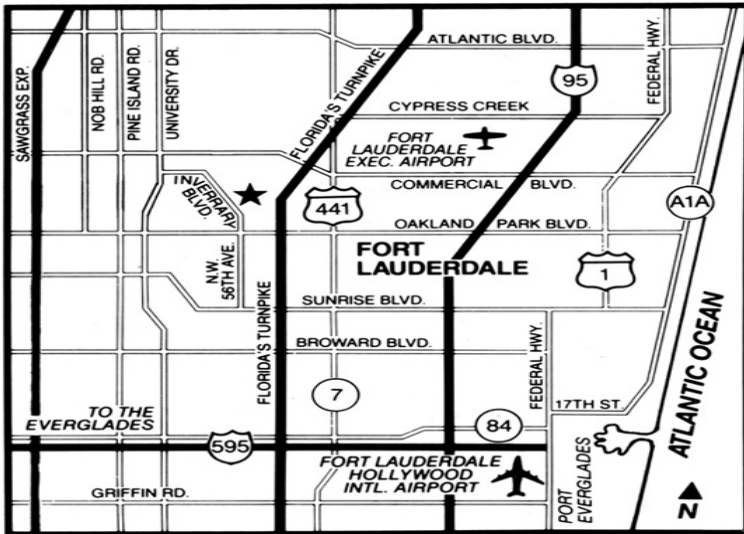 ATLANTIC BLVD.
FEDERAL HWY.
SAWGRASS EXP.
NOB HILL RD.
PINE ISLAND RD.
UNIVERSITY DR.
FLORIDA'S TURNPIKE
95
CYPRESS CREEK
FORT
LAUDERDALE
EXEC. AIRPORT
INVERRARY
BLVD.
441
COMMERCIAL BLVD.
A1A
OAKLAND PARK BLVD.
N.W.
56TH AVE.
FORT
LAUDERDALE
1
SUNRISE BLVD.
FLORIDA'S TURNPIKE
BROWARD BLVD.
FEDERAL HWY.
ATLANTIC OCEAN
7
17TH ST.
TO THE
EVERGLADES
84
595
FORT LAUDERDALE
HOLLYWOOD
INTL. AIRPORT
PORT
EVERGLADES
GRIFFIN RD.
N